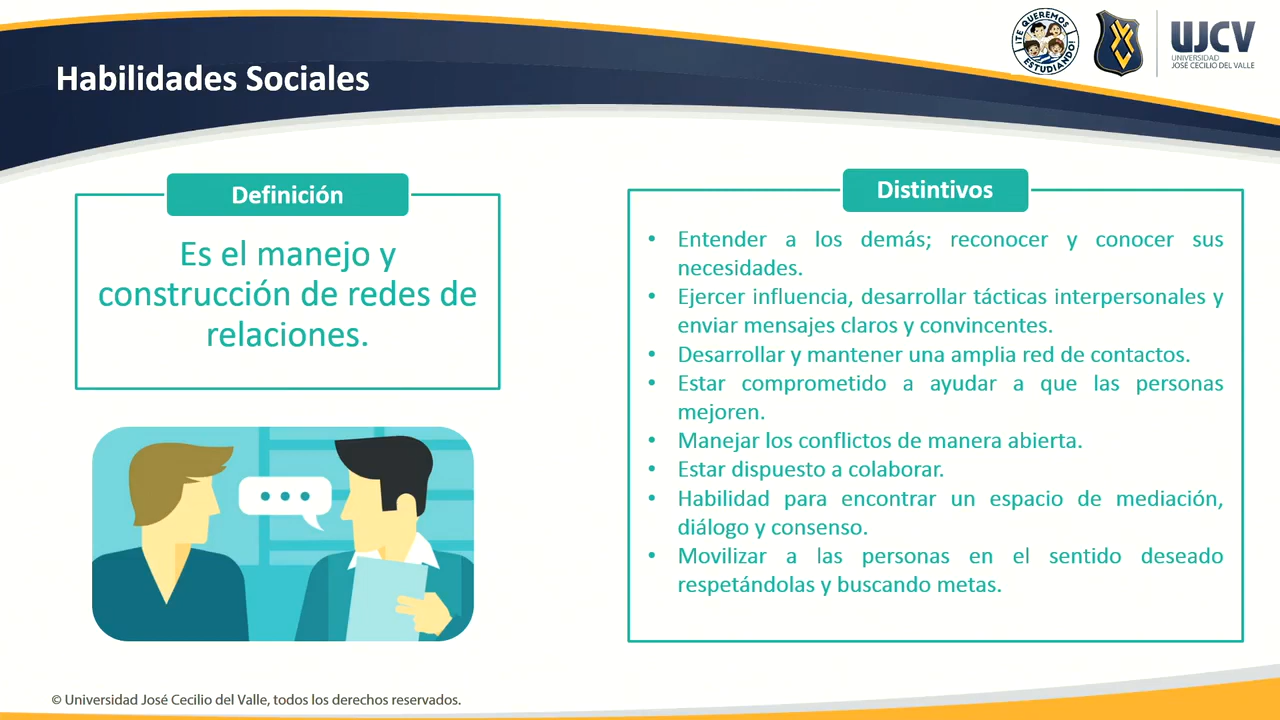 ¡TE QUEREMOS
ESTUDIANDO!
UJCV
UNIVERSIDAD
JOSÉ CECILIO DEL VALLE
Habilidades Sociales
Definición
Es el manejo y
construcción de redes de
relaciones.
Distintivos
• Entender a los demás; reconocer y conocer sus
necesidades.
• Ejercer influencia, desarrollar tácticas interpersonales y
enviar mensajes claros y convincentes.
• Desarrollar y mantener una amplia red de contactos.
• Estar comprometido a ayudar a que las personas
mejoren.
• Manejar los conflictos de manera abierta.
• Estar dispuesto a colaborar.
• Habilidad para encontrar un espacio de mediación,
diálogo y consenso.
• Movilizar a las personas en el sentido deseado
respetándolas y buscando metas.
© Universidad José Cecilio del Valle, todos los derechos reservados.